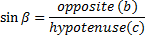 sin β = opposite (b) / hypotenuse(c)